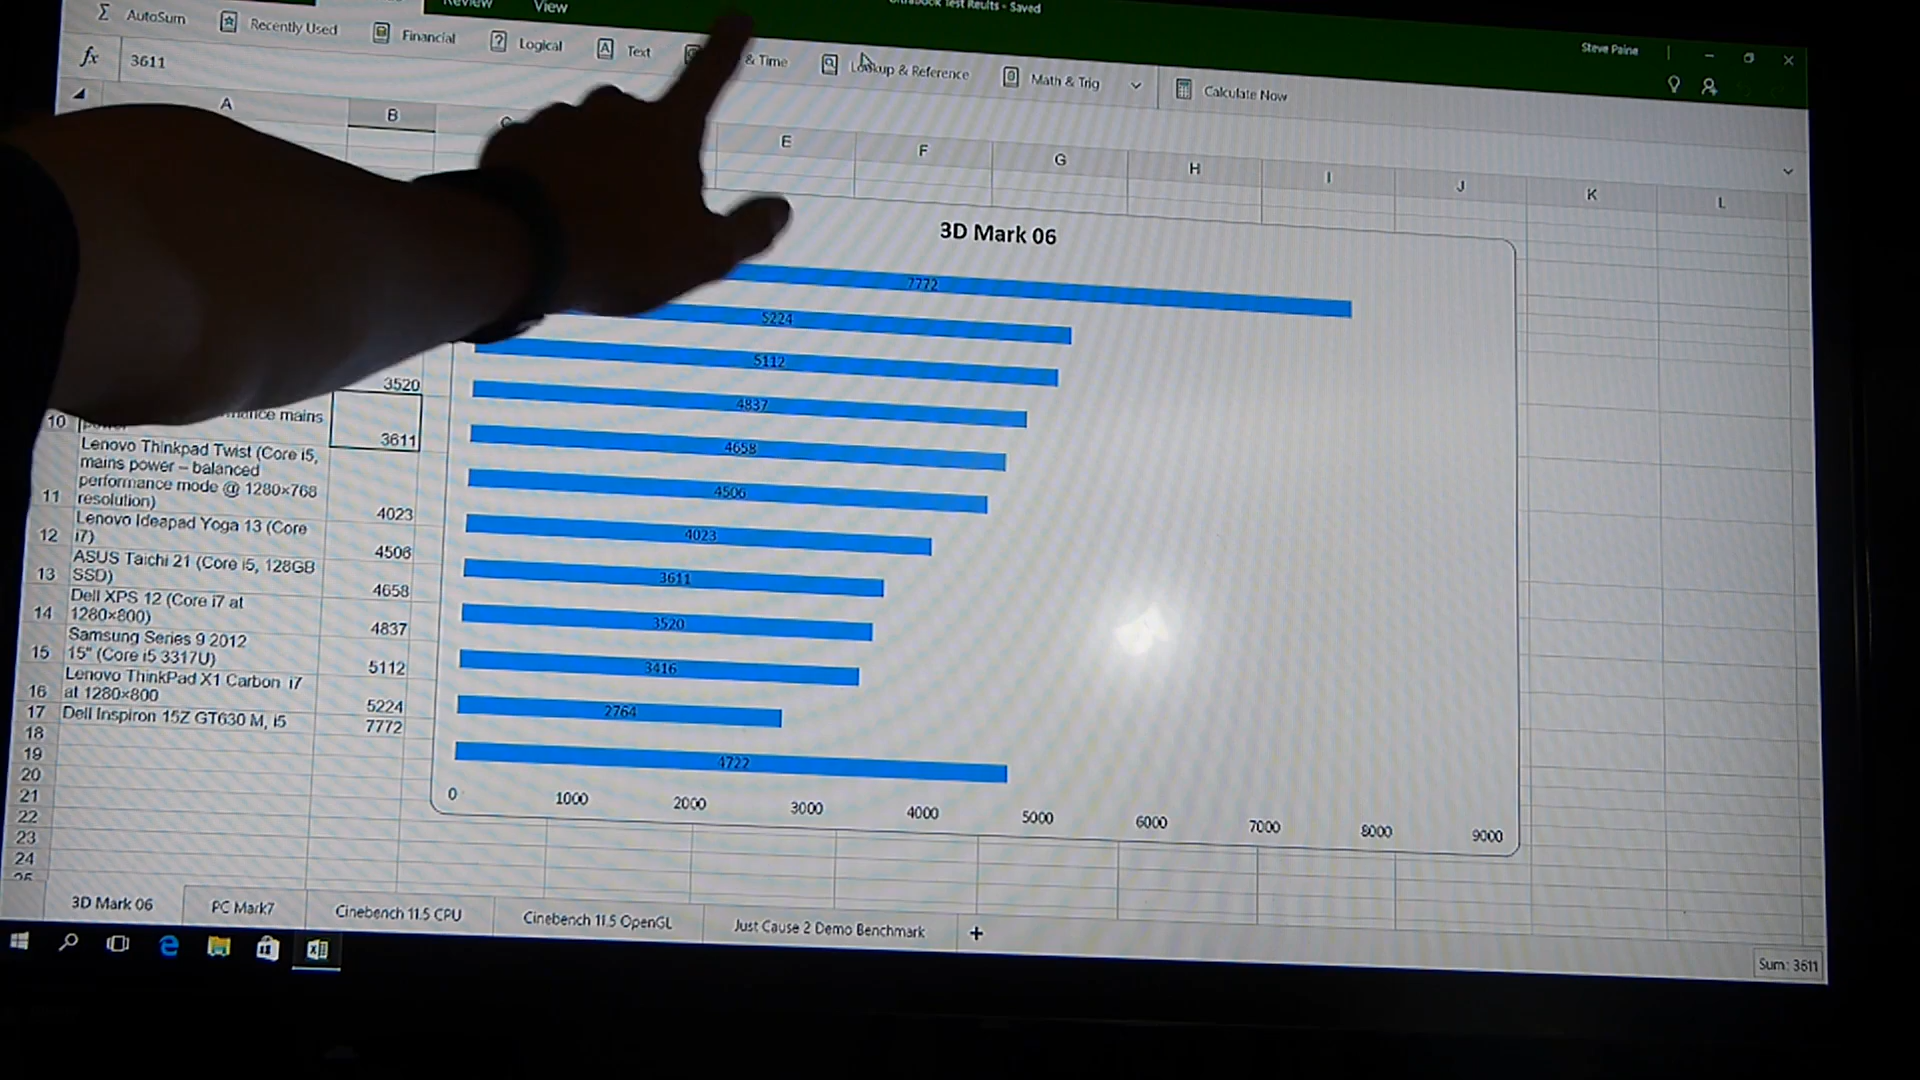 Review View Test Results - Saved Steve Paine
AutoSum Recently Used Financial Logical Text & Time Lookup & Reference Math & Trig Calculate Now
fx 3611
A B C E F G H I J K L
3D Mark 06
7772
5224
5112
4837
4658
4506
4023
3611
3520
3416
2764
4722
0 1000 2000 3000 4000 5000 6000 7000 8000 9000
3520
mance mains
10 power 3611
Lenovo Thinkpad Twist (Core i5,
mains power – balanced
performance mode @ 1280×768
11 resolution) 4023
Lenovo Ideapad Yoga 13 (Core
12 i7) 4506
ASUS Taichi 21 (Core i5, 128GB
13 SSD) 4658
Dell XPS 12 (Core i7 at
14 1280×800) 4837
Samsung Series 9 2012
15 15" (Core i5 3317U) 5112
Lenovo ThinkPad X1 Carbon i7
16 at 1280×800 5224
17 Dell Inspiron 15Z GT630 M, i5 7772
18
19
20
21
22
23
24
25
3D Mark 06 PC Mark7 Cinebench 11.5 CPU Cinebench 11.5 OpenGL Just Cause 2 Demo Benchmark +
Sum: 3611